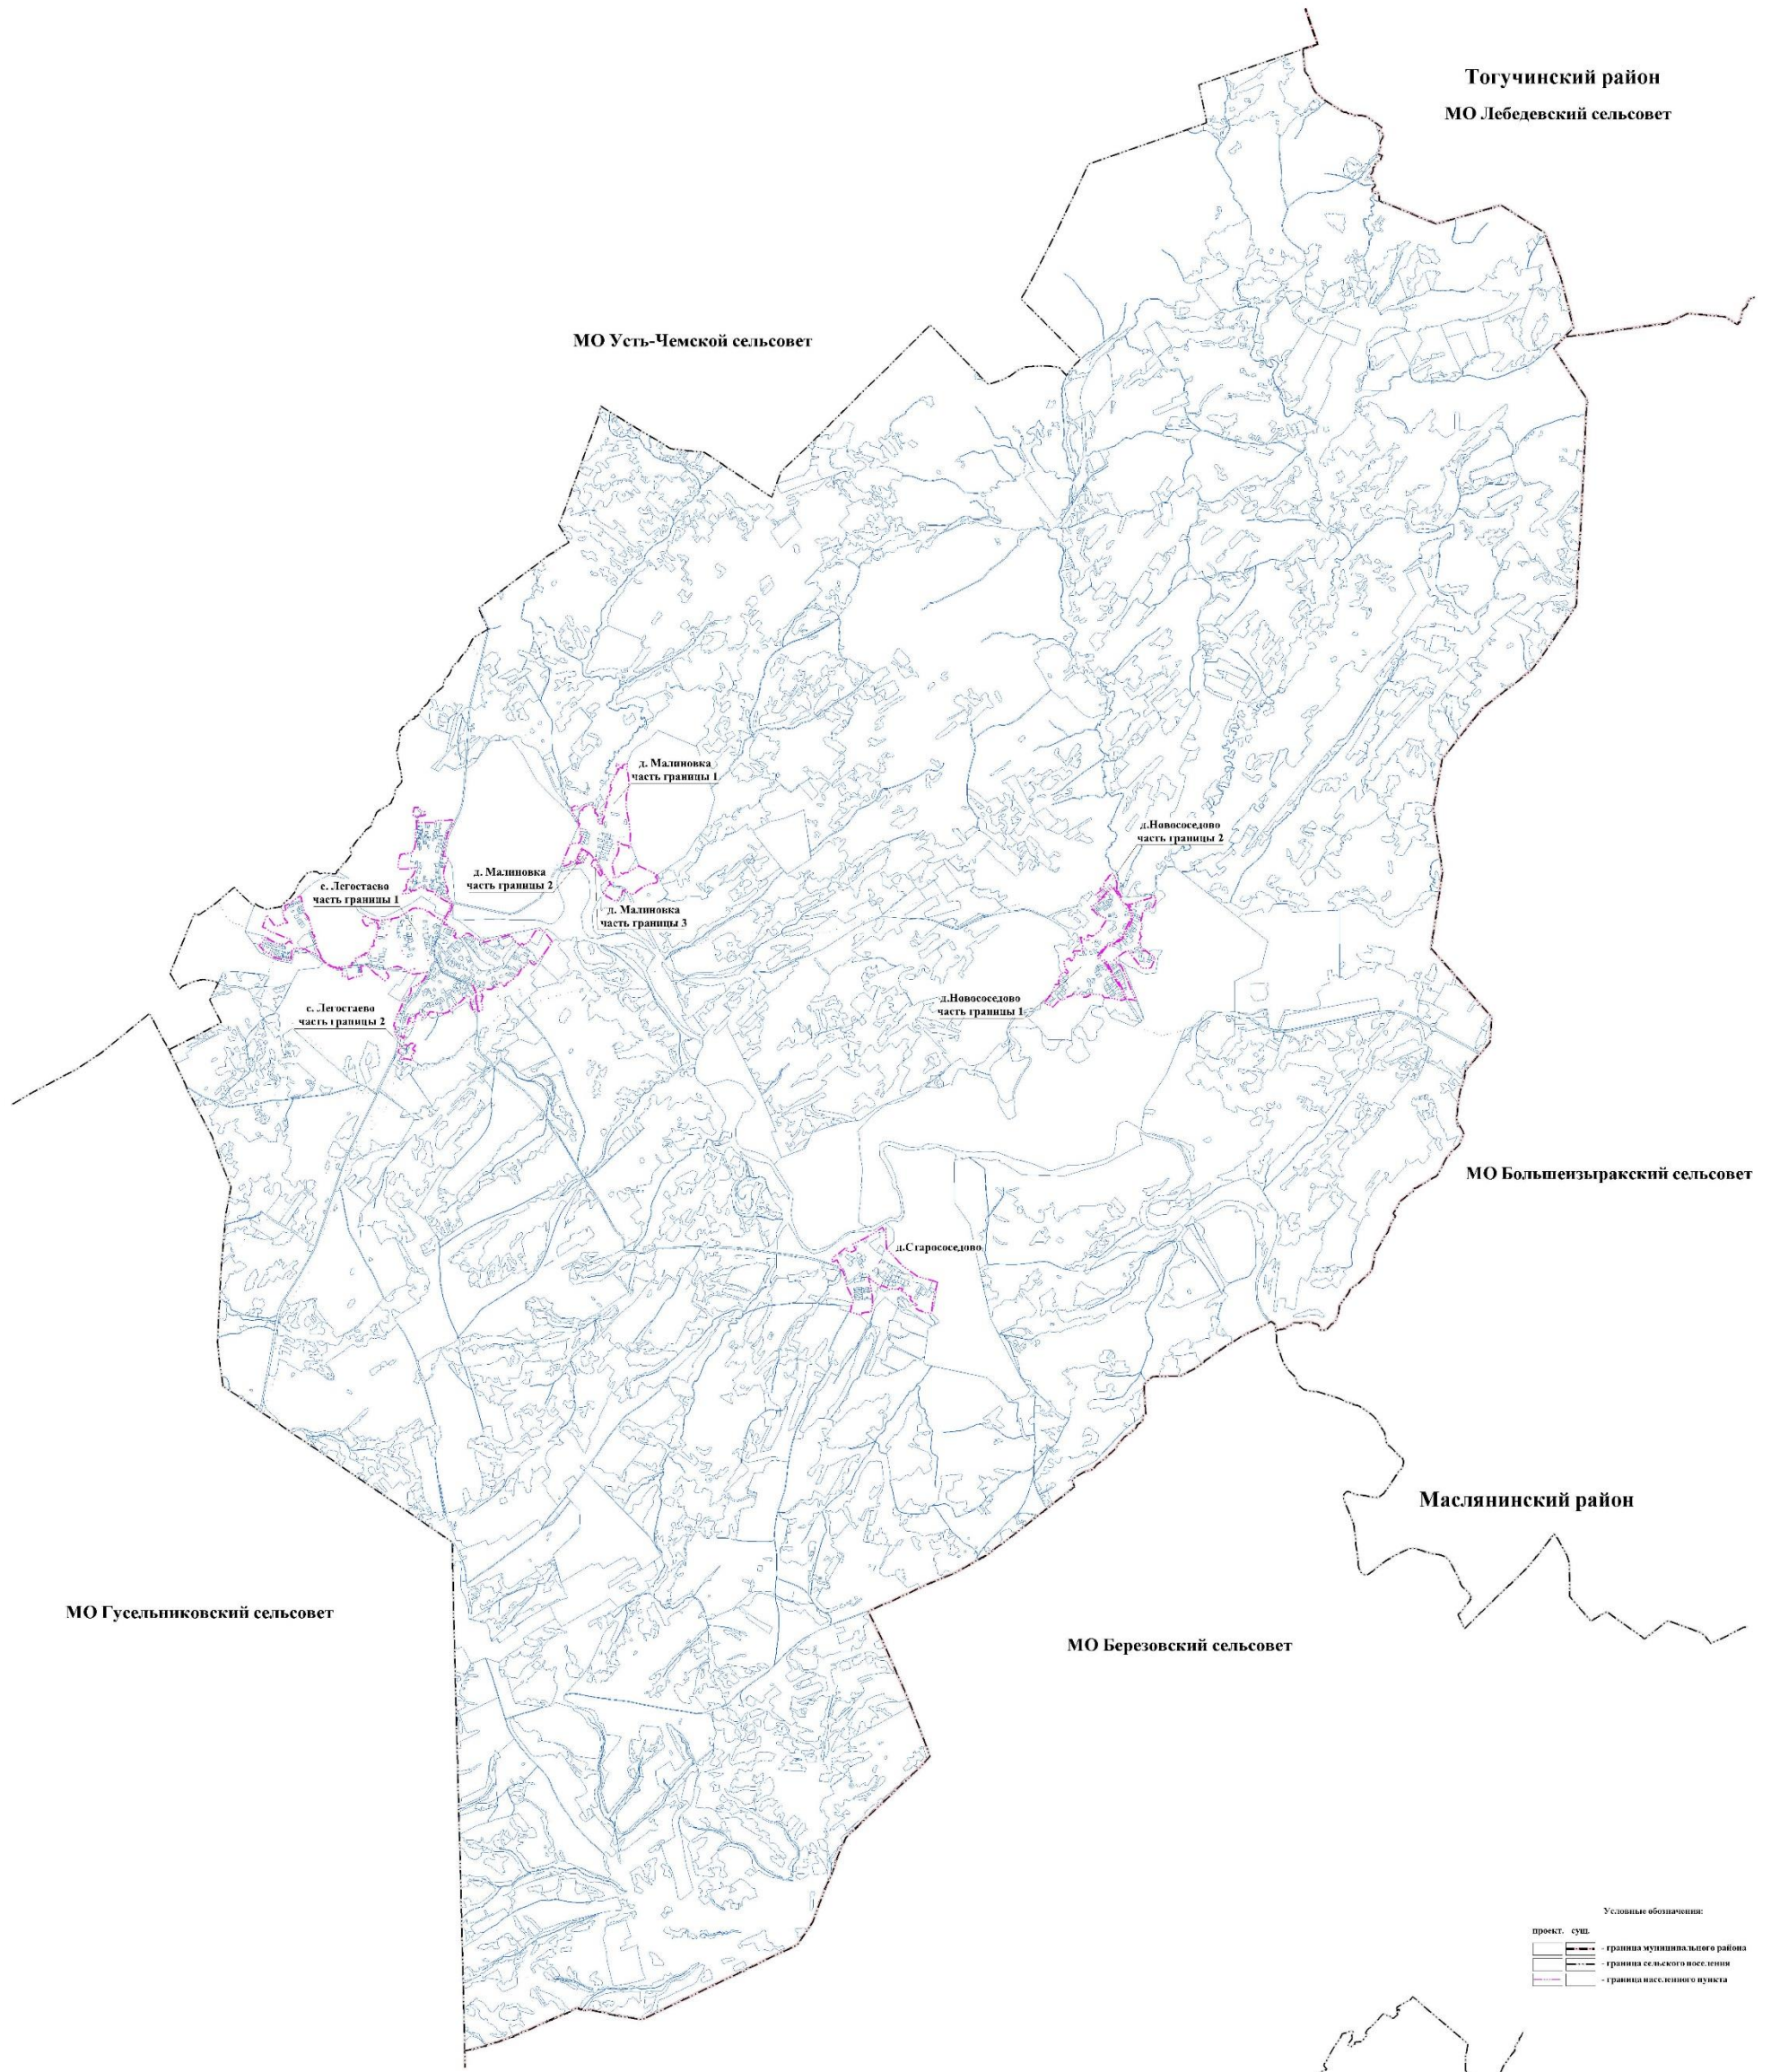 Тогучинский район
МО Лебедевский сельсовет
МО Усть-Чемской сельсовет
д. Малиновка
часть границы 1
д.Новососедово
часть границы 2
д. Малиновка
часть границы 2
с. Легостаево
часть границы 1
д. Малиновка
часть границы 3
д.Новососедово
часть границы 1
с. Легостаево
часть границы 2
МО Большеизыракский сельсовет
д.Старососедово
Маслянинский район
МО Гусельниковский сельсовет
МО Березовский сельсовет
Условные обозначения:
проект. сущ.
- граница муниципального района
- граница сельского поселения
- граница населенного пункта